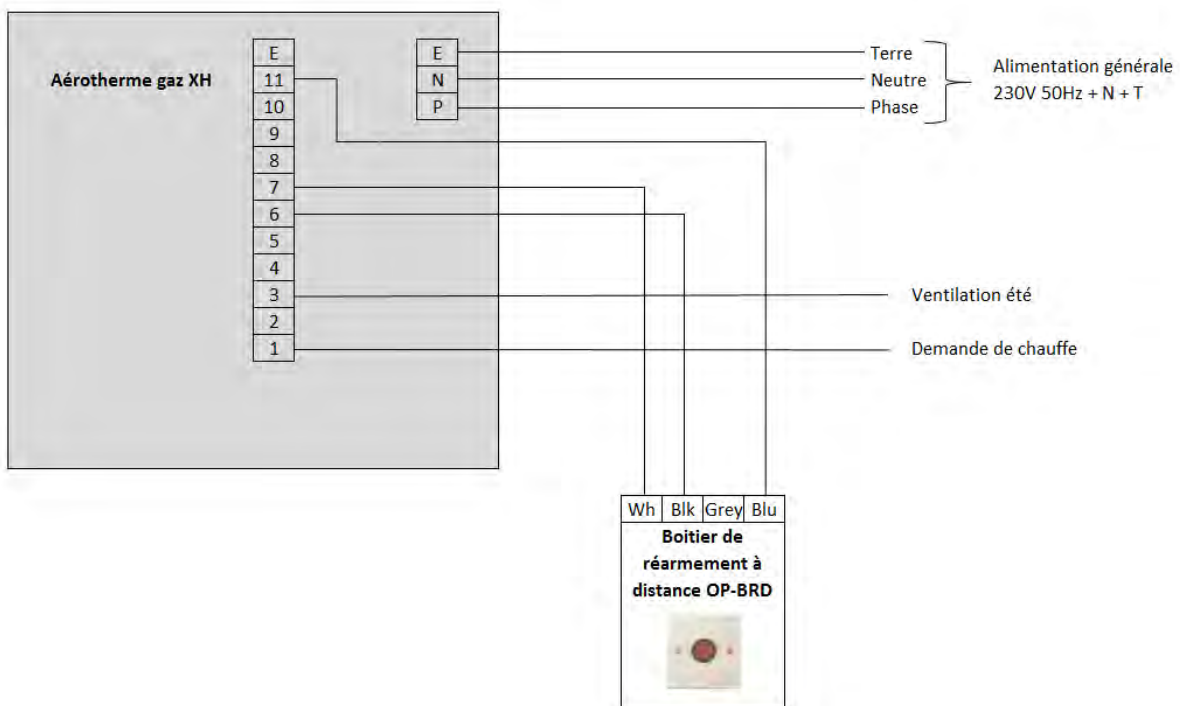 Aérotherme gaz XH
E
11
10
9
8
7
6
5
4
3
2
1
E
N
P
Terre
Neutre
Phase
Alimentation générale
230V 50Hz + N + T
Ventilation été
Demande de chauffe
Wh Blk Grey Blu
Boitier de
réarmement à
distance OP-BRD